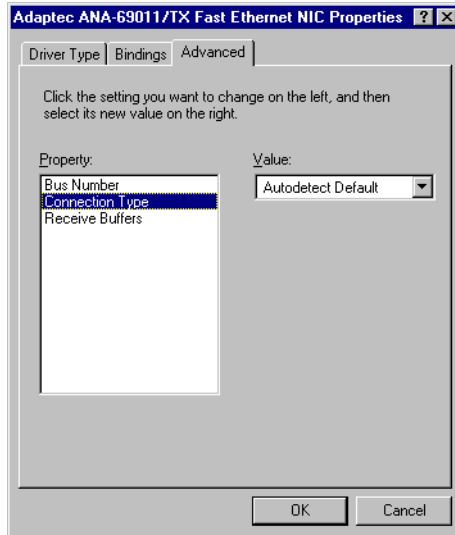 Adaptec ANA-69011/TX Fast Ethernet NIC Properties
Driver Type
Bindings
Advanced
Click the setting you want to change on the left, and then
select its new value on the right.
Property:
Value:
Bus Number
Connection Type
Receive Buffers
Autodetect Default
OK
Cancel